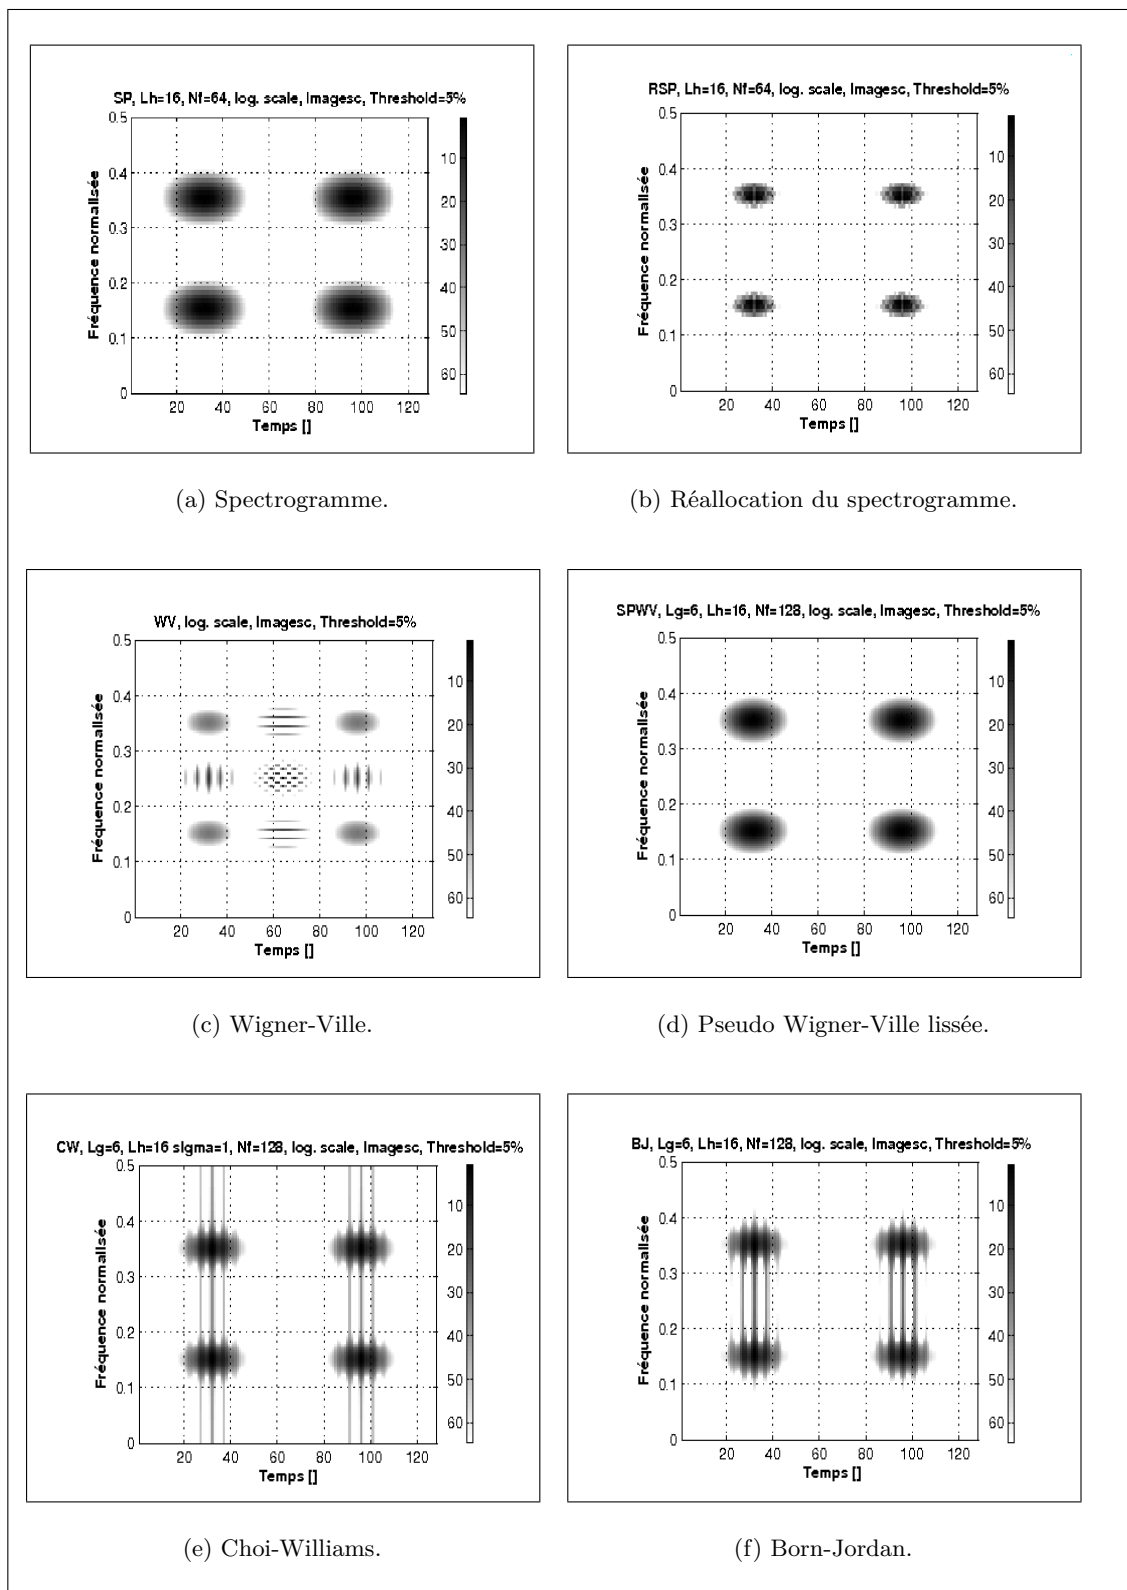 SP, Lh=16, Nf=64, log. scale, Imagesc, Threshold=5%
0.5
0.4
0.3
0.2
0.1
0
Fréquence normalisée
20 40 60 80 100 120
Temps []
10
20
30
40
50
60
(a) Spectrogramme.
RSP, Lh=16, Nf=64, log. scale, Imagesc, Threshold=5%
0.5
0.4
0.3
0.2
0.1
0
Fréquence normalisée
20 40 60 80 100 120
Temps []
10
20
30
40
50
60
(b) Réallocation du spectrogramme.
WV, log. scale, Imagesc, Threshold=5%
0.5
0.4
0.3
0.2
0.1
0
Fréquence normalisée
20 40 60 80 100 120
Temps []
10
20
30
40
50
60
(c) Wigner-Ville.
SPWV, Lg=6, Lh=16, Nf=128, log. scale, Imagesc, Threshold=5%
0.5
0.4
0.3
0.2
0.1
0
Fréquence normalisée
20 40 60 80 100 120
Temps []
10
20
30
40
50
60
(d) Pseudo Wigner-Ville lissée.
CW, Lg=6, Lh=16 sigma=1, Nf=128, log. scale, Imagesc, Threshold=5%
0.5
0.4
0.3
0.2
0.1
0
Fréquence normalisée
20 40 60 80 100 120
Temps []
10
20
30
40
50
60
(e) Choi-Williams.
BJ, Lg=6, Lh=16, Nf=128, log. scale, Imagesc, Threshold=5%
0.5
0.4
0.3
0.2
0.1
0
Fréquence normalisée
20 40 60 80 100 120
Temps []
10
20
30
40
50
60
(f) Born-Jordan.